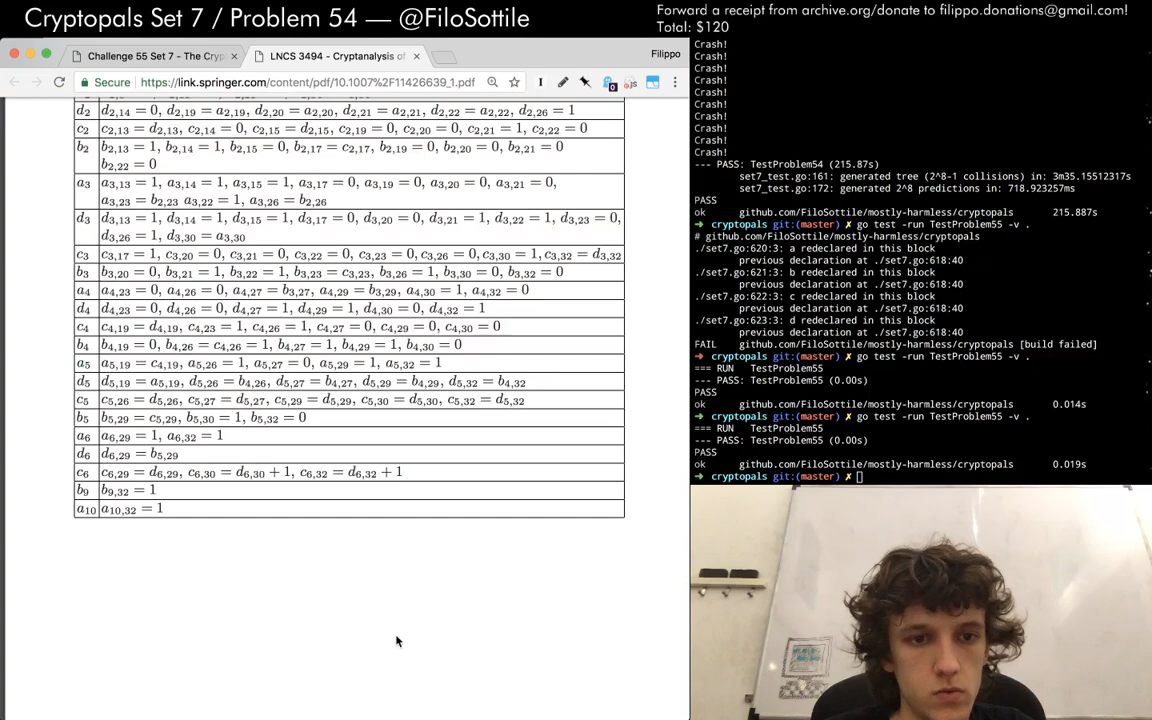 Cryptopals Set 7 / Problem 54 — @FiloSottile
Forward a receipt from archive.org/donate to filippo.donations@gmail.com!
Total: $120
Challenge 55 Set 7 - The Cryp
LNCS 3494 - Cryptanalysis of
Filippo
Secure
https://link.springer.com/content/pdf/10.1007%2F11426639_1.pdf
d2 d2,14 = 0, d2,19 = a2,19, d2,20 = a2,20, d2,21 = a2,21, d2,22 = a2,22, d2,26 = 1
c2 c2,13 = d2,13, c2,14 = 0, c2,15 = d2,15, c2,19 = 0, c2,20 = 0, c2,21 = 1, c2,22 = 0
b2 b2,13 = 1, b2,14 = 1, b2,15 = 0, b2,17 = c2,17, b2,19 = 0, b2,20 = 0, b2,21 = 0
b2,22 = 0
a3 a3,13 = 1, a3,14 = 1, a3,15 = 1, a3,17 = 0, a3,19 = 0, a3,20 = 0, a3,21 = 0,
a3,23 = b2,23 a3,22 = 1, a3,26 = b2,26
d3 d3,13 = 1, d3,14 = 1, d3,15 = 1, d3,17 = 0, d3,20 = 0, d3,21 = 1, d3,22 = 1, d3,23 = 0,
d3,26 = 1, d3,30 = a3,30
c3 c3,17 = 1, c3,20 = 0, c3,21 = 0, c3,22 = 0, c3,23 = 0, c3,26 = 0, c3,30 = 1, c3,32 = d3,32
b3 b3,20 = 0, b3,21 = 1, b3,22 = 1, b3,23 = c3,23, b3,26 = 1, b3,30 = 0, b3,32 = 0
a4 a4,23 = 0, a4,26 = 0, a4,27 = b3,27, a4,29 = b3,29, a4,30 = 1, a4,32 = 0
d4 d4,23 = 0, d4,26 = 0, d4,27 = 1, d4,29 = 1, d4,30 = 0, d4,32 = 1
c4 c4,19 = d4,19, c4,23 = 1, c4,26 = 1, c4,27 = 0, c4,29 = 0, c4,30 = 0
b4 b4,19 = 0, b4,26 = c4,26 = 1, b4,27 = 1, b4,29 = 1, b4,30 = 0
a5 a5,19 = c4,19, a5,26 = 1, a5,27 = 0, a5,29 = 1, a5,32 = 1
d5 d5,19 = a5,19, d5,26 = b4,26, d5,27 = b4,27, d5,29 = b4,29, d5,32 = b4,32
c5 c5,26 = d5,26, c5,27 = d5,27, c5,29 = d5,29, c5,30 = d5,30, c5,32 = d5,32
b5 b5,29 = c5,29, b5,30 = 1, b5,32 = 0
a6 a6,29 = 1, a6,32 = 1
d6 d6,29 = b5,29
c6 c6,29 = d6,29, c6,30 = d6,30 + 1, c6,32 = d6,32 + 1
b9 b9,32 = 1
a10 a10,32 = 1
Crash!
Crash!
Crash!
Crash!
Crash!
Crash!
Crash!
Crash!
Crash!
Crash!
--- PASS: TestProblem54 (215.87s)
set7_test.go:161: generated tree (2^8-1 collisions) in: 3m35.15512317s
set7_test.go:172: generated 2^8 predictions in: 718.923257ms
PASS
ok github.com/FiloSottile/mostly-harmless/cryptopals 215.887s
➜ cryptopals git:(master) ✗ go test -run TestProblem55 -v .
# github.com/FiloSottile/mostly-harmless/cryptopals
./set7.go:620:3: a redeclared in this block
previous declaration at ./set7.go:618:40
./set7.go:621:3: b redeclared in this block
previous declaration at ./set7.go:618:40
./set7.go:622:3: c redeclared in this block
previous declaration at ./set7.go:618:40
./set7.go:623:3: d redeclared in this block
previous declaration at ./set7.go:618:40
FAIL github.com/FiloSottile/mostly-harmless/cryptopals [build failed]
➜ cryptopals git:(master) ✗ go test -run TestProblem55 -v .
=== RUN TestProblem55
--- PASS: TestProblem55 (0.00s)
PASS
ok github.com/FiloSottile/mostly-harmless/cryptopals 0.014s
➜ cryptopals git:(master) ✗ go test -run TestProblem55 -v .
=== RUN TestProblem55
--- PASS: TestProblem55 (0.00s)
PASS
ok github.com/FiloSottile/mostly-harmless/cryptopals 0.019s
➜ cryptopals git:(master) ✗